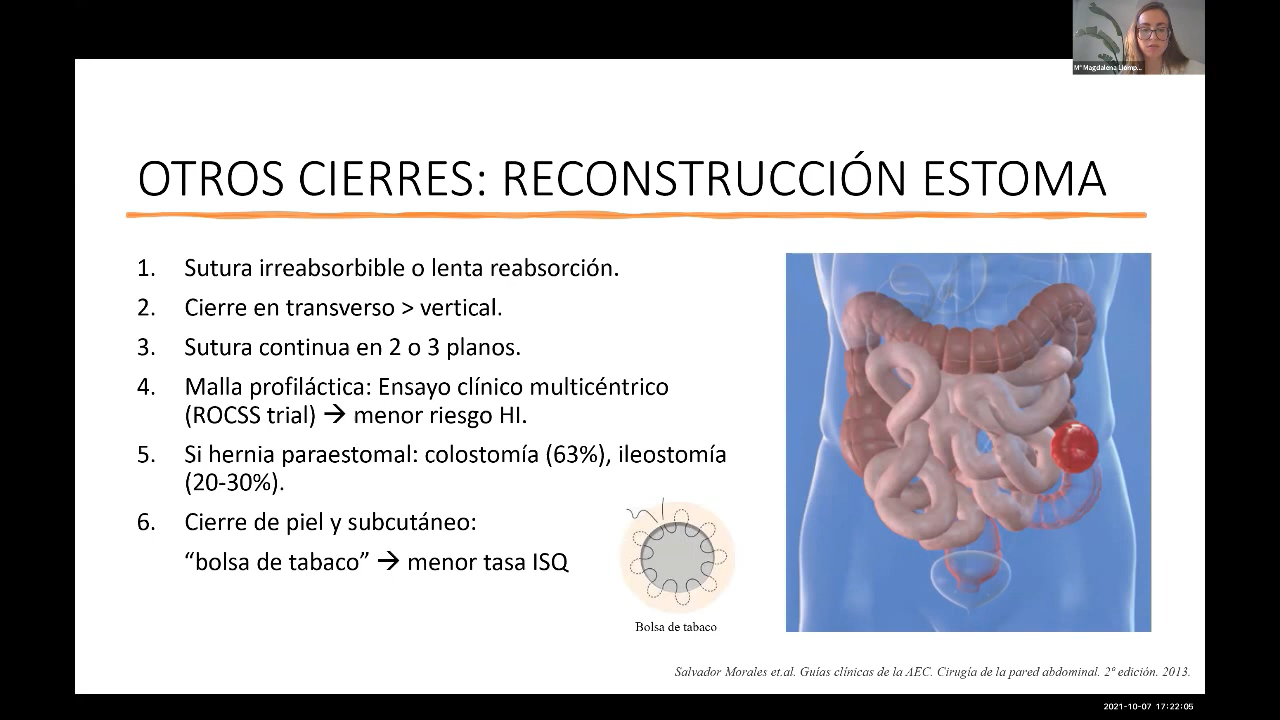 Mª Magdalena Llomp...
OTROS CIERRES: RECONSTRUCCIÓN ESTOMA
1. Sutura irreabsorbible o lenta reabsorción.
2. Cierre en transverso > vertical.
3. Sutura continua en 2 o 3 planos.
4. Malla profiláctica: Ensayo clínico multicéntrico
(ROCSS trial) → menor riesgo HI.
5. Si hernia paraestomal: colostomía (63%), ileostomía
(20-30%).
6. Cierre de piel y subcutáneo:
“bolsa de tabaco” → menor tasa ISQ
Bolsa de tabaco
Salvador Morales et.al. Guías clínicas de la AEC. Cirugía de la pared abdominal. 2ª edición. 2013.
2021-10-07 17:22:05